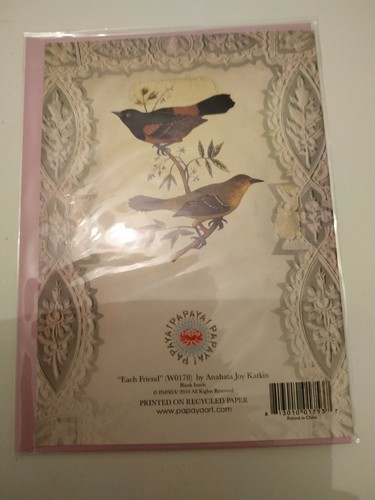 PAPAYA! PAPAYA! PAPAYA!
"Each Friend" (W0178) by Anahata Joy Katkin
Blank Inside
© PAPAYA! 2010 All Rights Reserved
PRINTED ON RECYCLED PAPER
www.papayaart.com
Printed in China